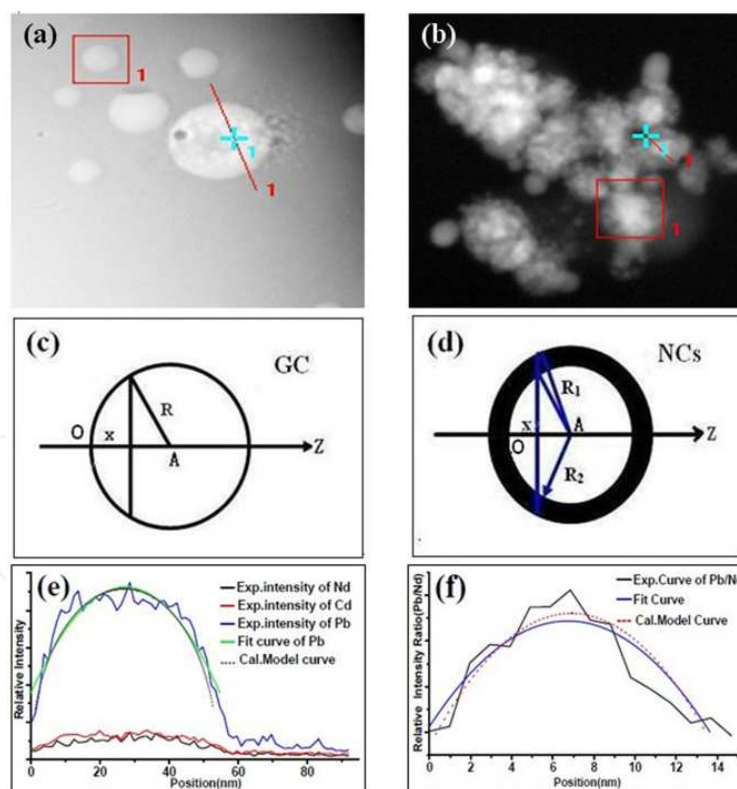 (a)
1
1
1
(b)
1
1
1
(c)
GC
O
x
R
A
Z
(d)
NCs
O
x
R1
A
R2
Z
(e)
Exp.intensity of Nd
Exp.intensity of Cd
Exp.intensity of Pb
Fit curve of Pb
Cal.Model curve
Relative Intensity
0 20 40 60 80
Position(nm)
(f)
Exp.Curve of Pb/Nd
Fit Curve
Cal.Model Curve
Relative Intensity Ratio(Pb/Nd)
0 2 4 6 8 10 12 14
Position(nm)